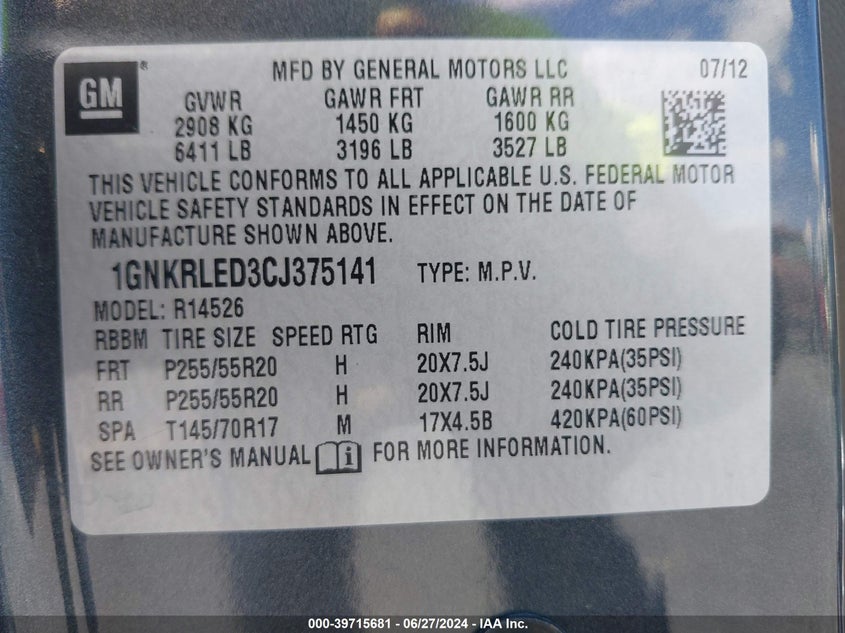 GM®
MFD BY GENERAL MOTORS LLC 07/12
GVWR GAWR FRT GAWR RR
2908 KG 1450 KG 1600 KG
6411 LB 3196 LB 3527 LB
THIS VEHICLE CONFORMS TO ALL APPLICABLE U.S. FEDERAL MOTOR
VEHICLE SAFETY STANDARDS IN EFFECT ON THE DATE OF
MANUFACTURE SHOWN ABOVE.
1GNKRLED3CJ375141 TYPE: M.P.V.
MODEL: R14526
RBBM TIRE SIZE SPEED RTG RIM COLD TIRE PRESSURE
FRT P255/55R20 H 20X7.5J 240KPA(35PSI)
RR P255/55R20 H 20X7.5J 240KPA(35PSI)
SPA T145/70R17 M 17X4.5B 420KPA(60PSI)
SEE OWNER'S MANUAL i FOR MORE INFORMATION.
000-39715681 - 06/27/2024 - IAA Inc.